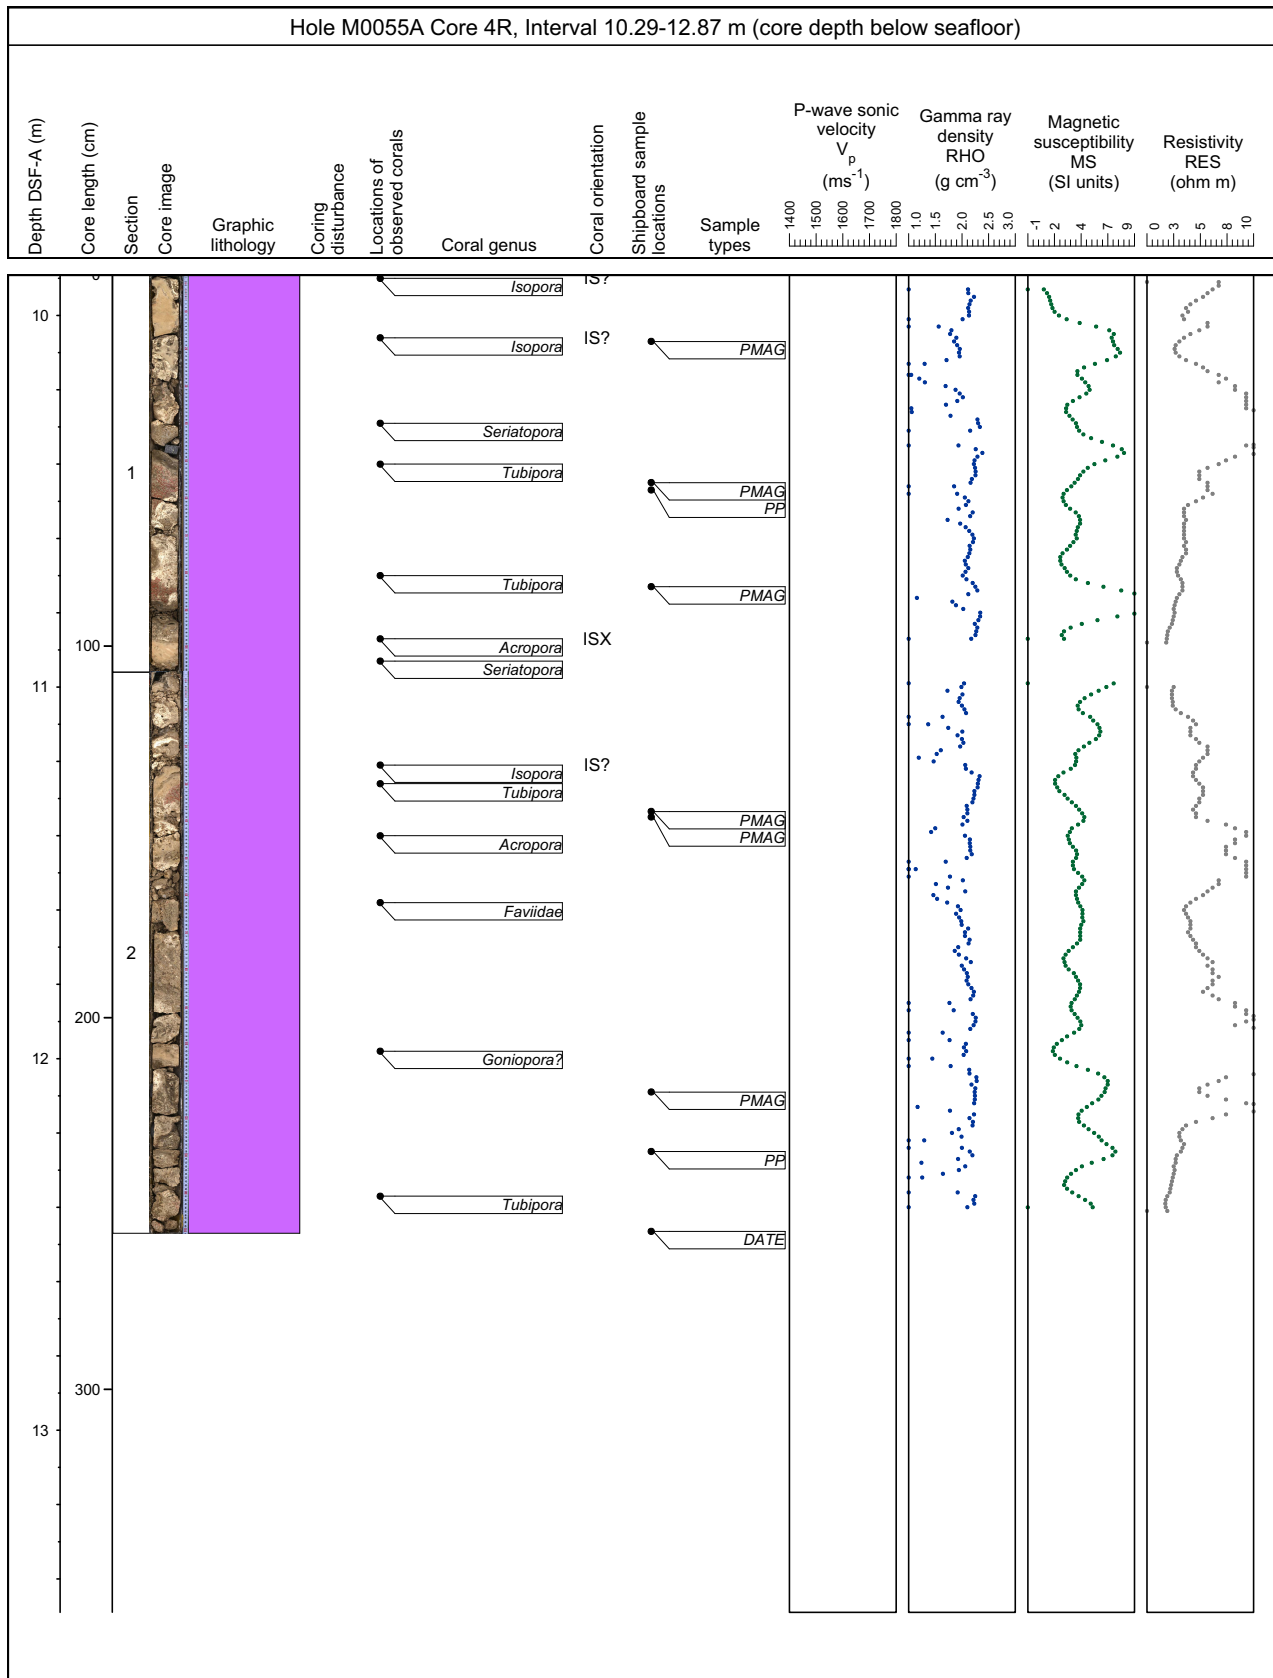 Hole M0055A Core 4R, Interval 10.29-12.87 m (core depth below seafloor)
Depth DSF-A (m)
Core length (cm)
Section
Core image
Graphic
lithology
Coring
disturbance
Locations of
observed corals
Coral genus
Coral orientation
Shipboard sample
locations
Sample
types
P-wave sonic
velocity
Vp
(ms-1)
1400 1500 1600 1700 1800
Gamma ray
density
RHO
(g cm-3)
1.0 1.5 2.0 2.5 3.0
Magnetic
susceptibility
MS
(SI units)
-1 2 4 7 9
Resistivity
RES
(ohm m)
0 3 5 8 10
0
Isopora IS?
10
Isopora IS? PMAG
Seriatopora
1 Tubipora
PMAG
PP
Tubipora PMAG
100 Acropora ISX
Seriatopora
11
Isopora IS?
Tubipora
PMAG
PMAG
Acropora
Faviidae
2
200
12 Goniopora?
PMAG
PP
Tubipora
DATE
300
13